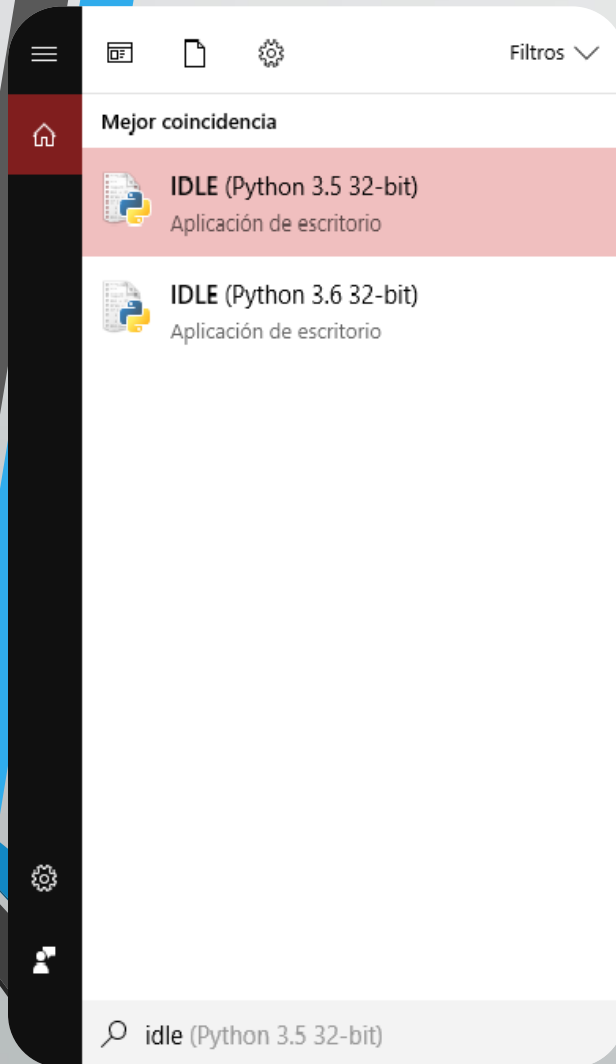 Filtros
Mejor coincidencia
IDLE (Python 3.5 32-bit)
Aplicación de escritorio
IDLE (Python 3.6 32-bit)
Aplicación de escritorio
idle (Python 3.5 32-bit)